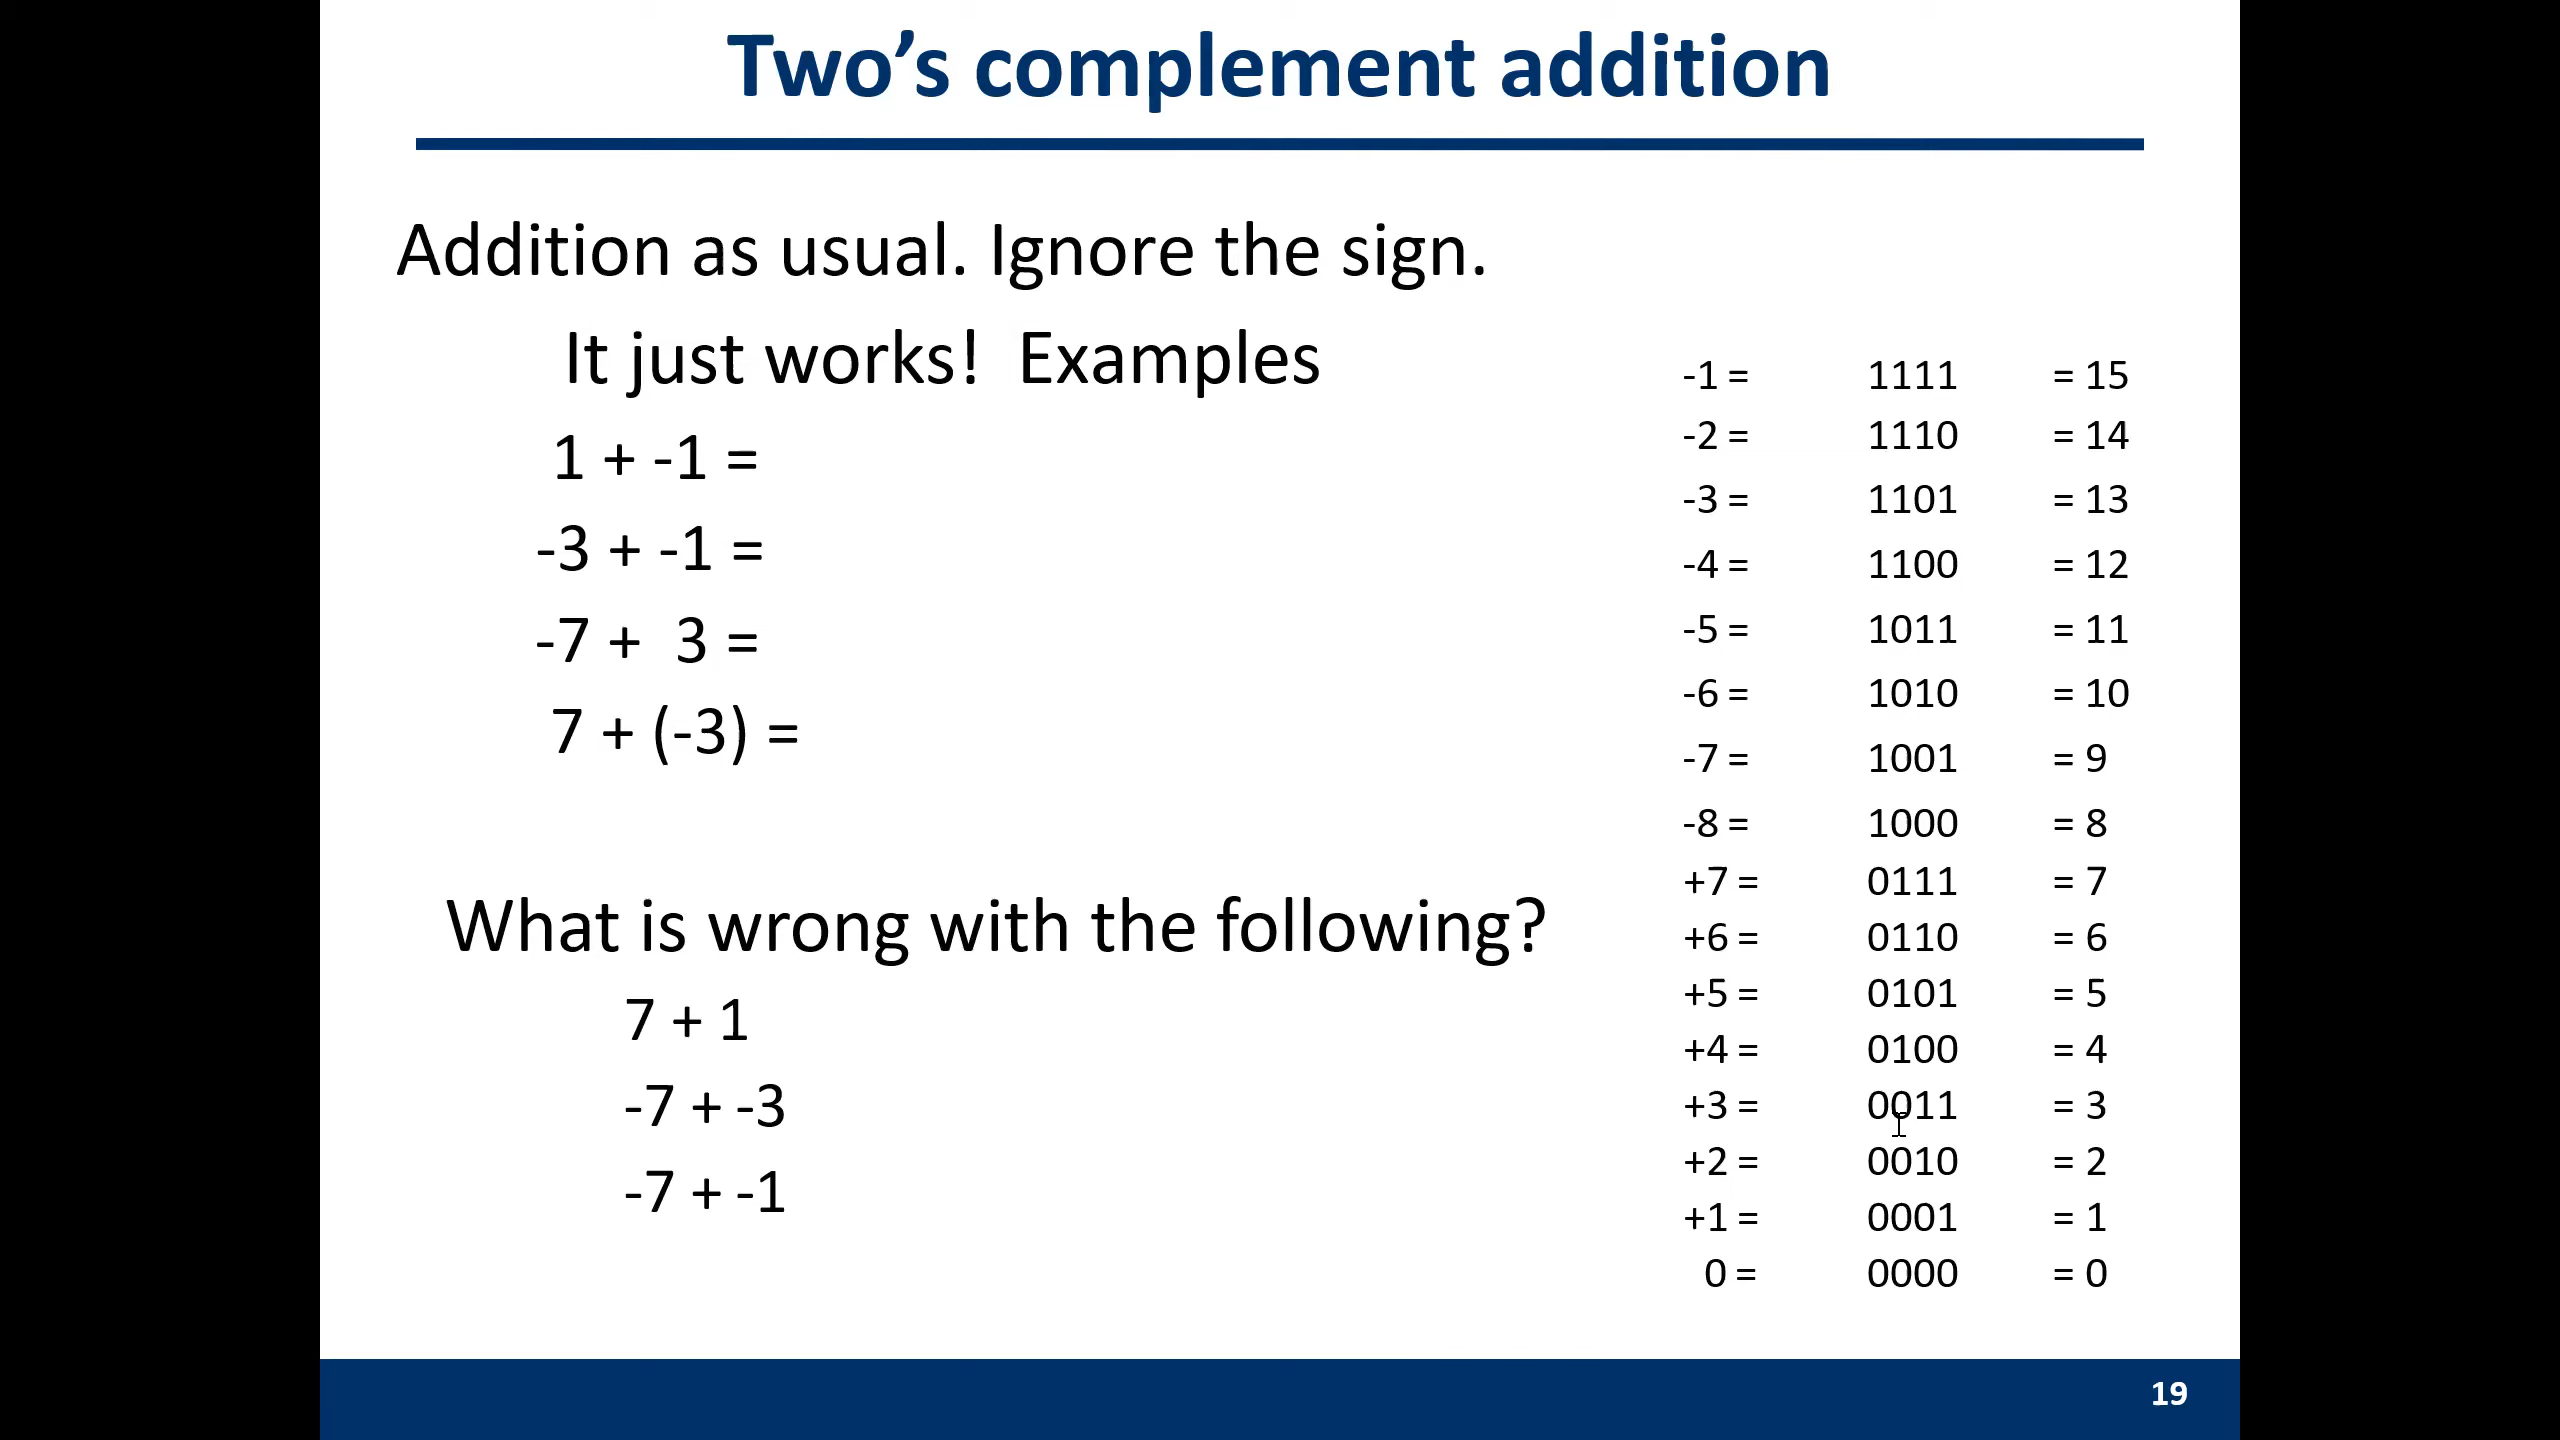 Two’s complement addition
Addition as usual. Ignore the sign.
It just works!  Examples
1 + -1 =
-3 + -1 =
-7 +  3 =
7 + (-3) =
What is wrong with the following?
7 + 1
-7 + -3
-7 + -1
-1 = 1111 = 15
-2 = 1110 = 14
-3 = 1101 = 13
-4 = 1100 = 12
-5 = 1011 = 11
-6 = 1010 = 10
-7 = 1001 = 9
-8 = 1000 = 8
+7 = 0111 = 7
+6 = 0110 = 6
+5 = 0101 = 5
+4 = 0100 = 4
+3 = 0011 = 3
+2 = 0010 = 2
+1 = 0001 = 1
0 = 0000 = 0
19